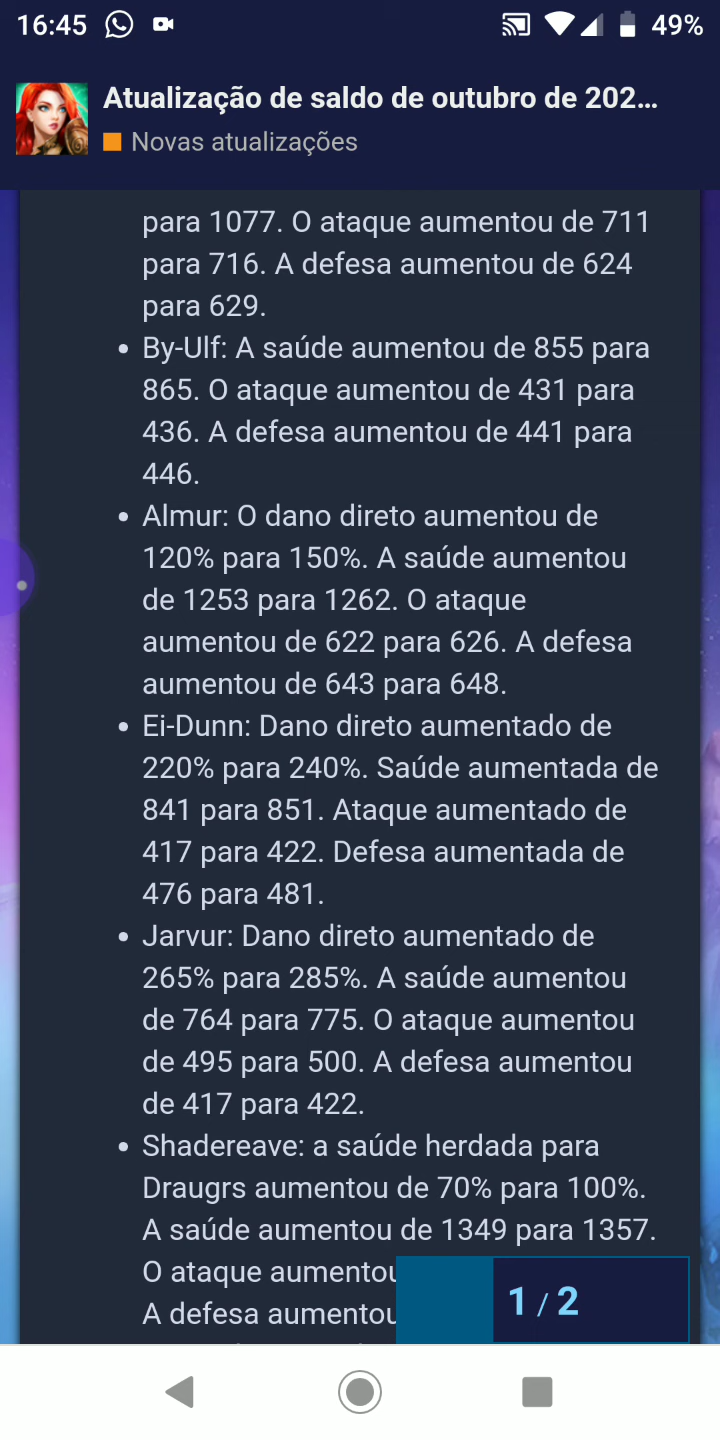 16:45
49%
Atualização de saldo de outubro de 202...
Novas atualizações
para 1077. O ataque aumentou de 711
para 716. A defesa aumentou de 624
para 629.
• By-Ulf: A saúde aumentou de 855 para
865. O ataque aumentou de 431 para
436. A defesa aumentou de 441 para
446.
• Almur: O dano direto aumentou de
120% para 150%. A saúde aumentou
de 1253 para 1262. O ataque
aumentou de 622 para 626. A defesa
aumentou de 643 para 648.
• Ei-Dunn: Dano direto aumentado de
220% para 240%. Saúde aumentada de
841 para 851. Ataque aumentado de
417 para 422. Defesa aumentada de
476 para 481.
• Jarvur: Dano direto aumentado de
265% para 285%. A saúde aumentou
de 764 para 775. O ataque aumentou
de 495 para 500. A defesa aumentou
de 417 para 422.
• Shadereave: a saúde herdada para
Draugrs aumentou de 70% para 100%.
A saúde aumentou de 1349 para 1357.
O ataque aumentou
A defesa aumentou
1 / 2